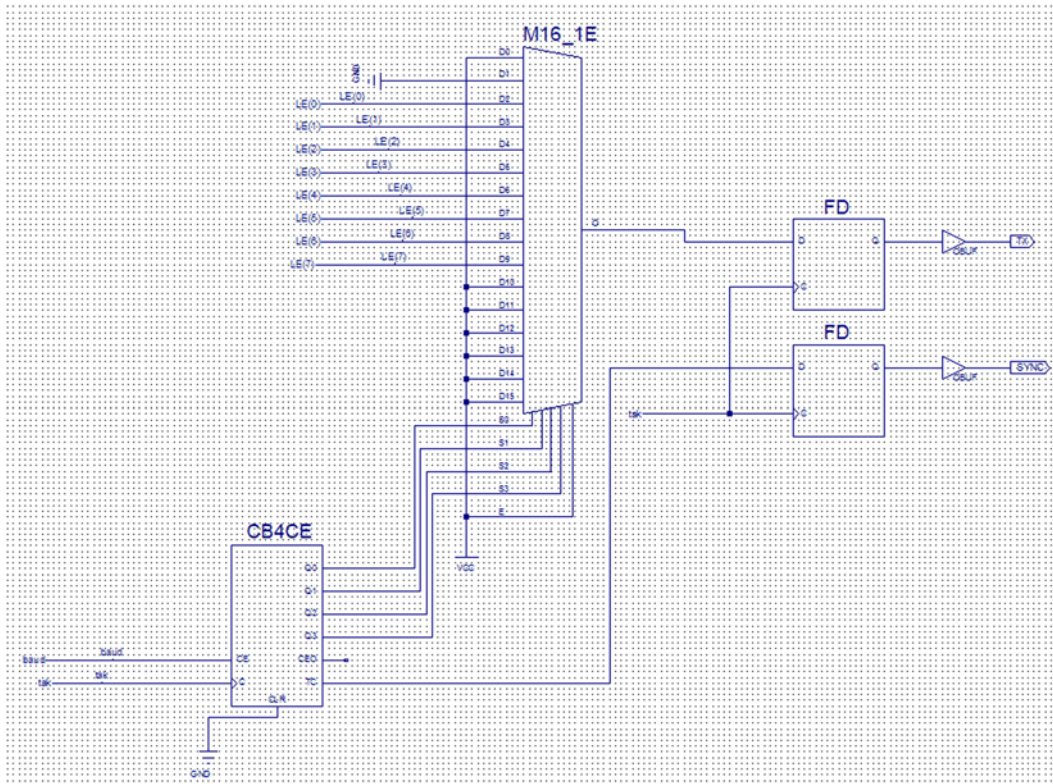 M16_1E
D0
GND
D1
LE(0) LE(0) D2
LE(1) LE(1) D3
LE(2) LE(2) D4
LE(3) LE(3) D5
LE(4) LE(4) D6
LE(5) LE(5) D7
LE(6) LE(6) D8
LE(7) LE(7) D9
D10
D11
D12
D13
D14
D15
S0
S1
S2
S3
E
VCC
O
FD
D Q
OBUF
TX
C
FD
D Q
OBUF
SYNC
tak
C
CB4CE
Q0
Q1
Q2
Q3
baud baud CE CEO
tak tak C TC
CLR
GND